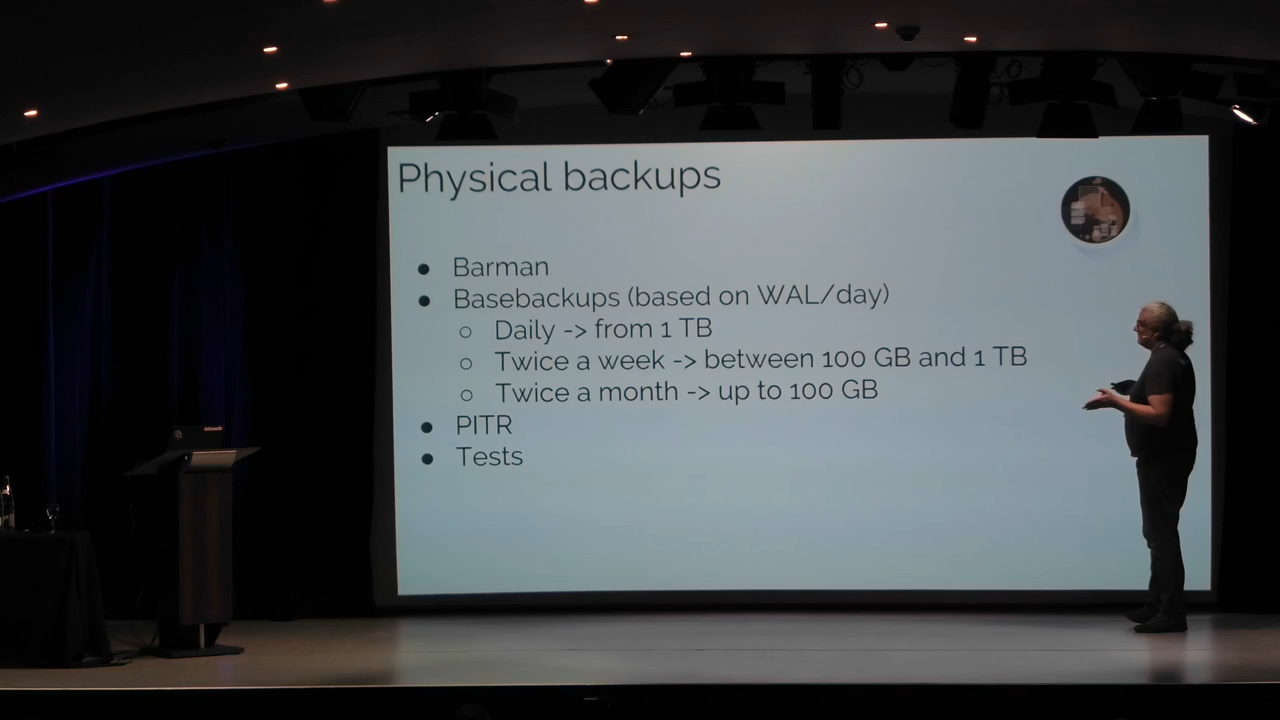 Physical backups
● Barman
● Basebackups (based on WAL/day)
○ Daily -> from 1 TB
○ Twice a week -> between 100 GB and 1 TB
○ Twice a month -> up to 100 GB
● PITR
● Tests